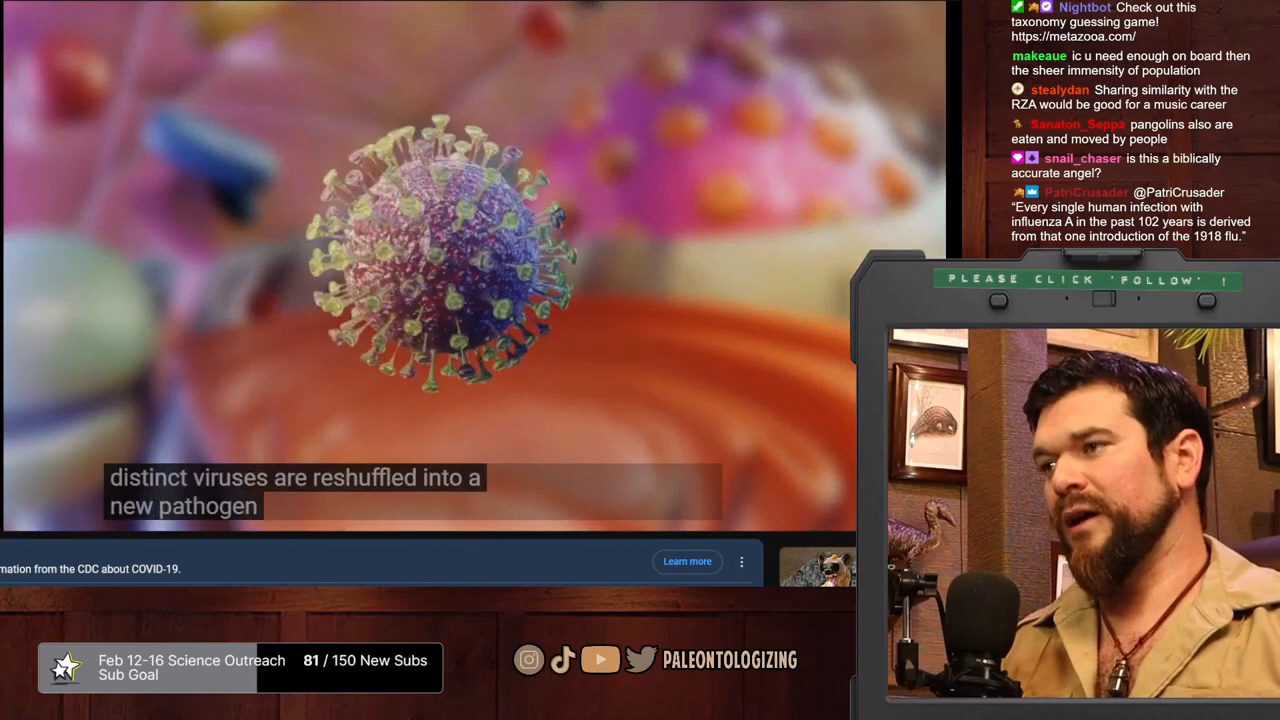 Nightbot Check out this
taxonomy guessing game!
https://metazooa.com/
makeaue ic u need enough on board then
the sheer immensity of population
stealydan Sharing similarity with the
RZA would be good for a music career
Sanaton_Seppa pangolins also are
eaten and moved by people
snail_chaser is this a biblically
accurate angel?
PatriCrusader @PatriCrusader
“Every single human infection with
influenza A in the past 102 years is derived
from that one introduction of the 1918 flu.”
PLEASE CLICK 'FOLLOW' !
distinct viruses are reshuffled into a
new pathogen
mation from the CDC about COVID-19.
Learn more
Feb 12-16 Science Outreach
Sub Goal
81 / 150 New Subs
PALEONTOLOGIZING